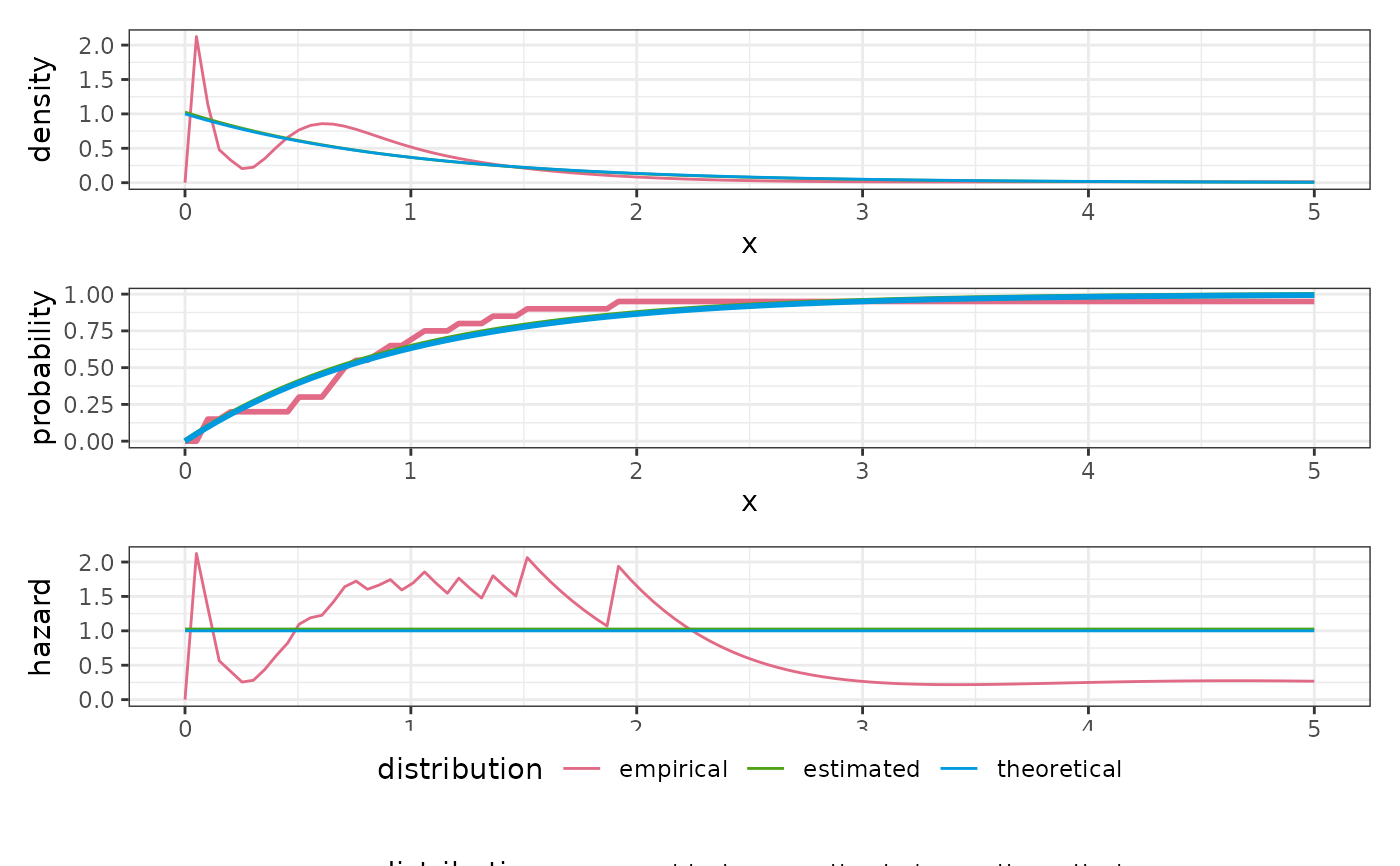 density
2.0
1.5
1.0
0.5
0.0
0 1 2 3 4 5
x
probability
1.00
0.75
0.50
0.25
0.00
0 1 2 3 4 5
x
hazard
2.0
1.5
1.0
0.5
0.0
0 1 2 3 4 5
distribution empirical estimated theoretical